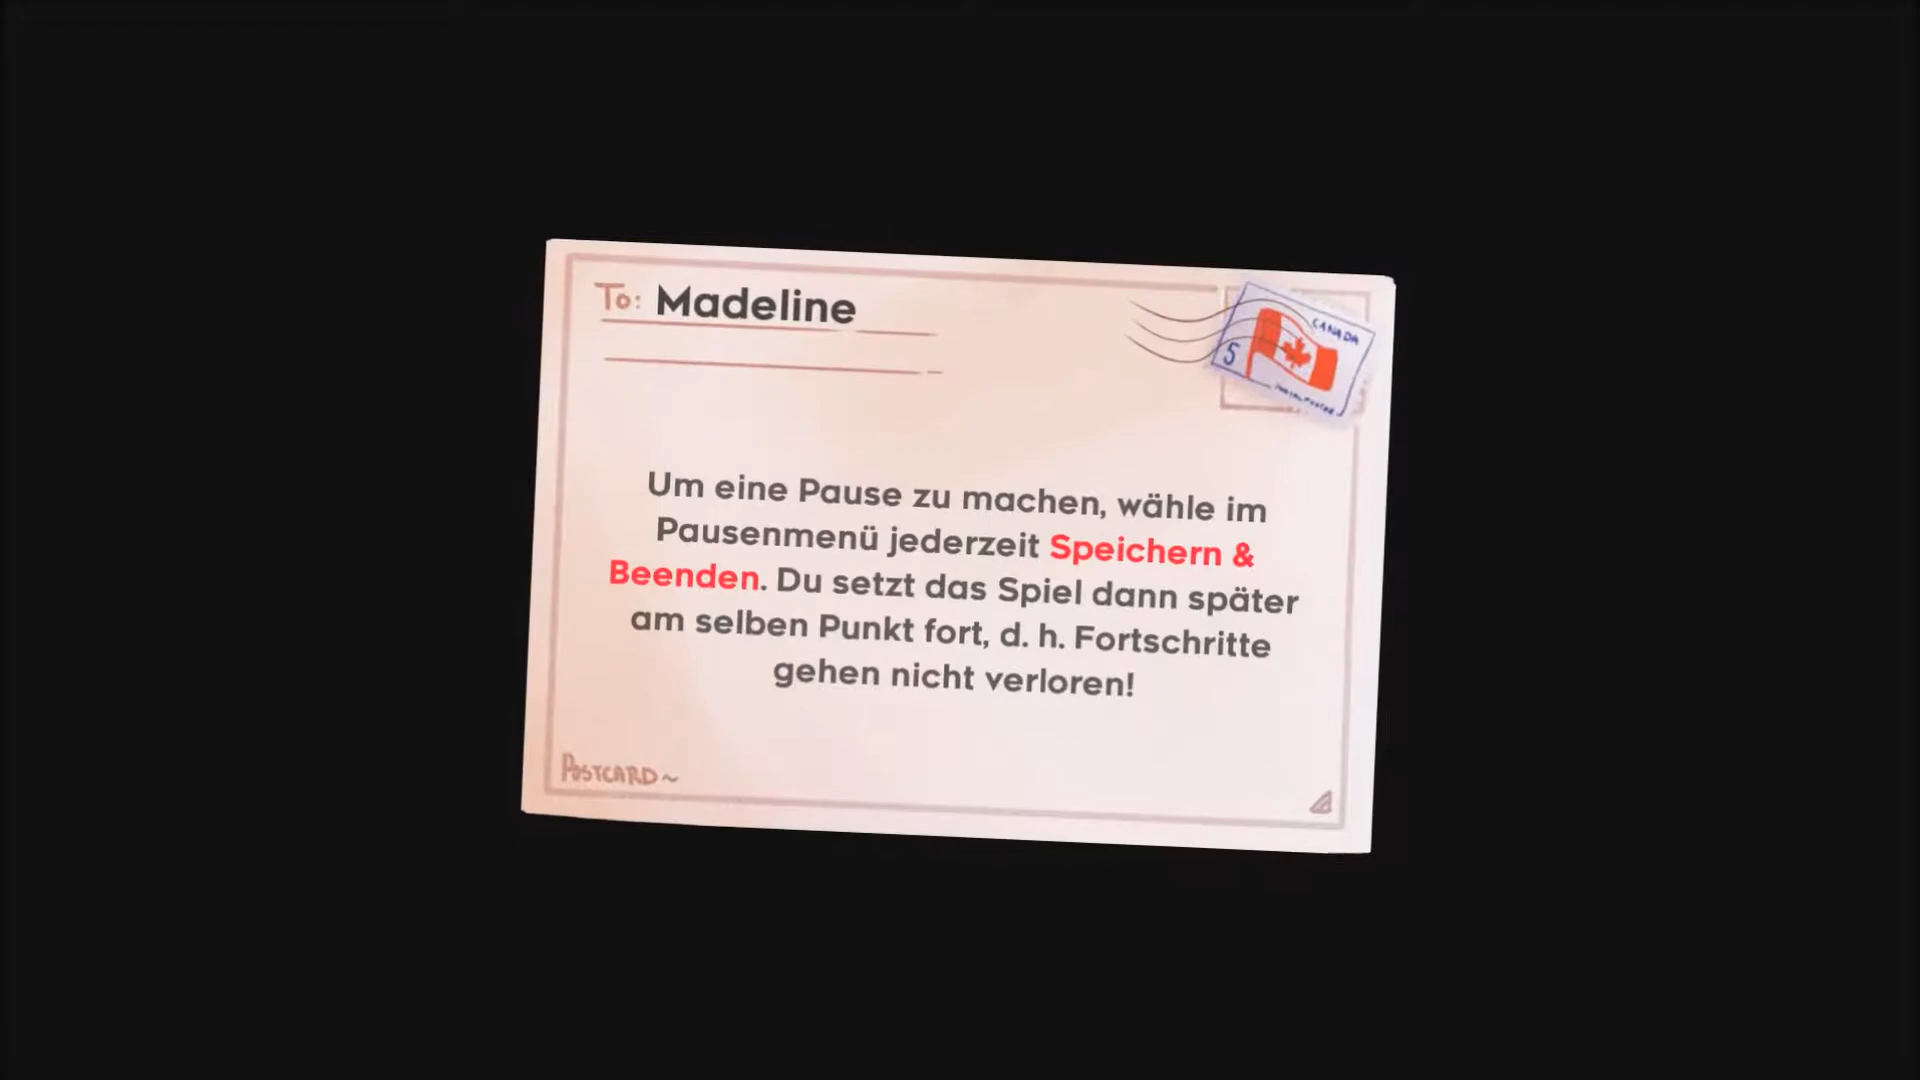 To: Madeline
CANADA
5
Um eine Pause zu machen, wähle im
Pausenmenü jederzeit Speichern &
Beenden. Du setzt das Spiel dann später
am selben Punkt fort, d. h. Fortschritte
gehen nicht verloren!
POSTCARD~